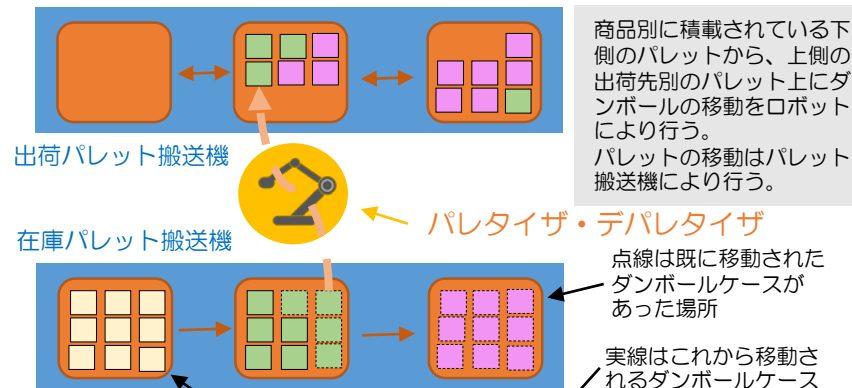 商品別に積載されている下
側のパレットから、上側の
出荷先別のパレット上にダ
ンボールの移動をロボット
により行う。
パレットの移動はパレット
搬送機により行う。
出荷パレット搬送機
パレタイザ・デパレタイザ
在庫パレット搬送機
点線は既に移動された
ダンボールケースが
あった場所
実線はこれから移動さ
れるダンボールケース